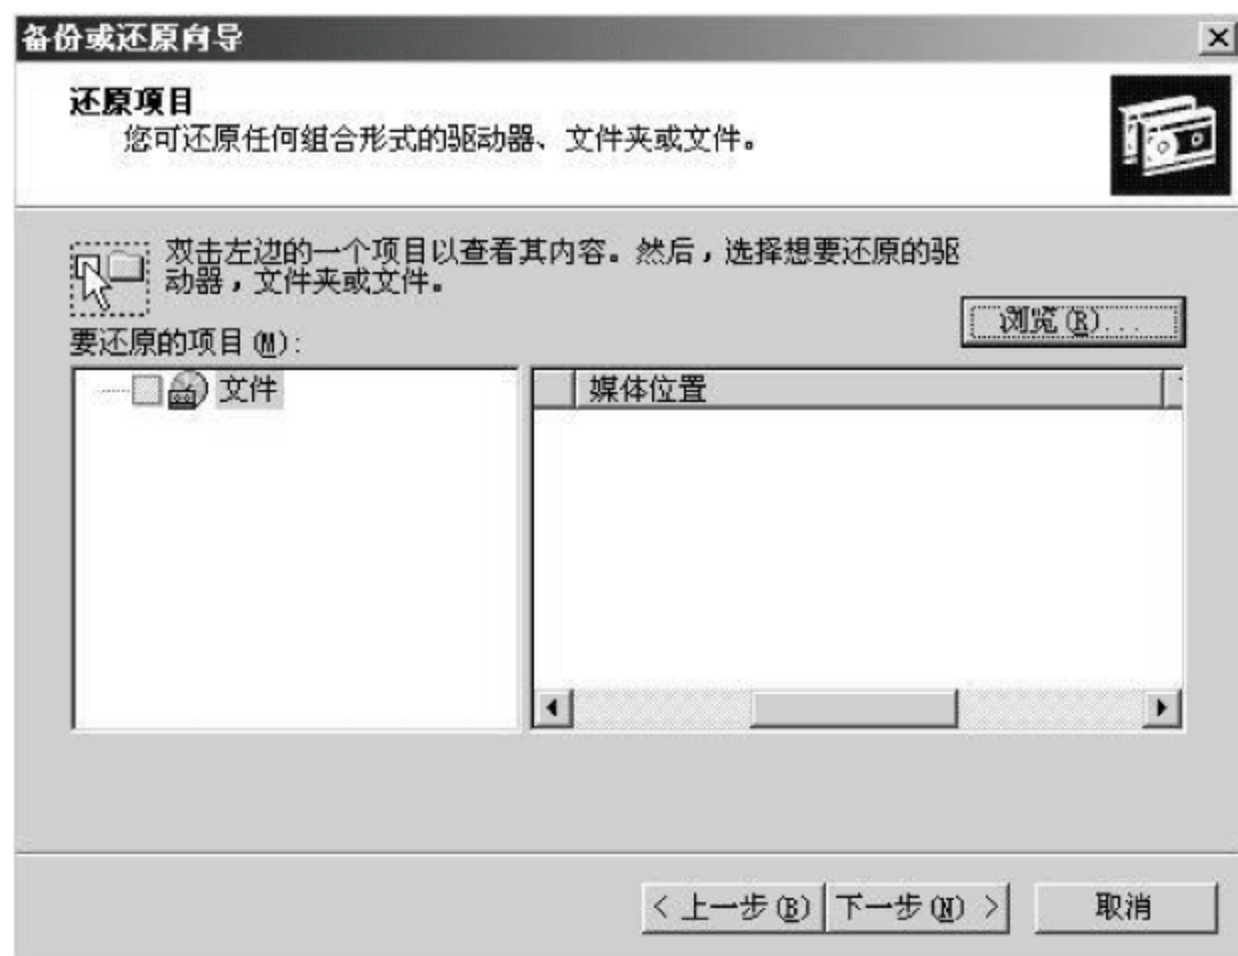 备份或还原向导
还原项目
您可还原任何组合形式的驱动器、文件夹或文件。
双击左边的一个项目以查看其内容。然后，选择想要还原的驱
动器，文件夹或文件。
浏览(R)...
要还原的项目(M):
文件
媒体位置
< 上一步(B)
下一步(N) >
取消